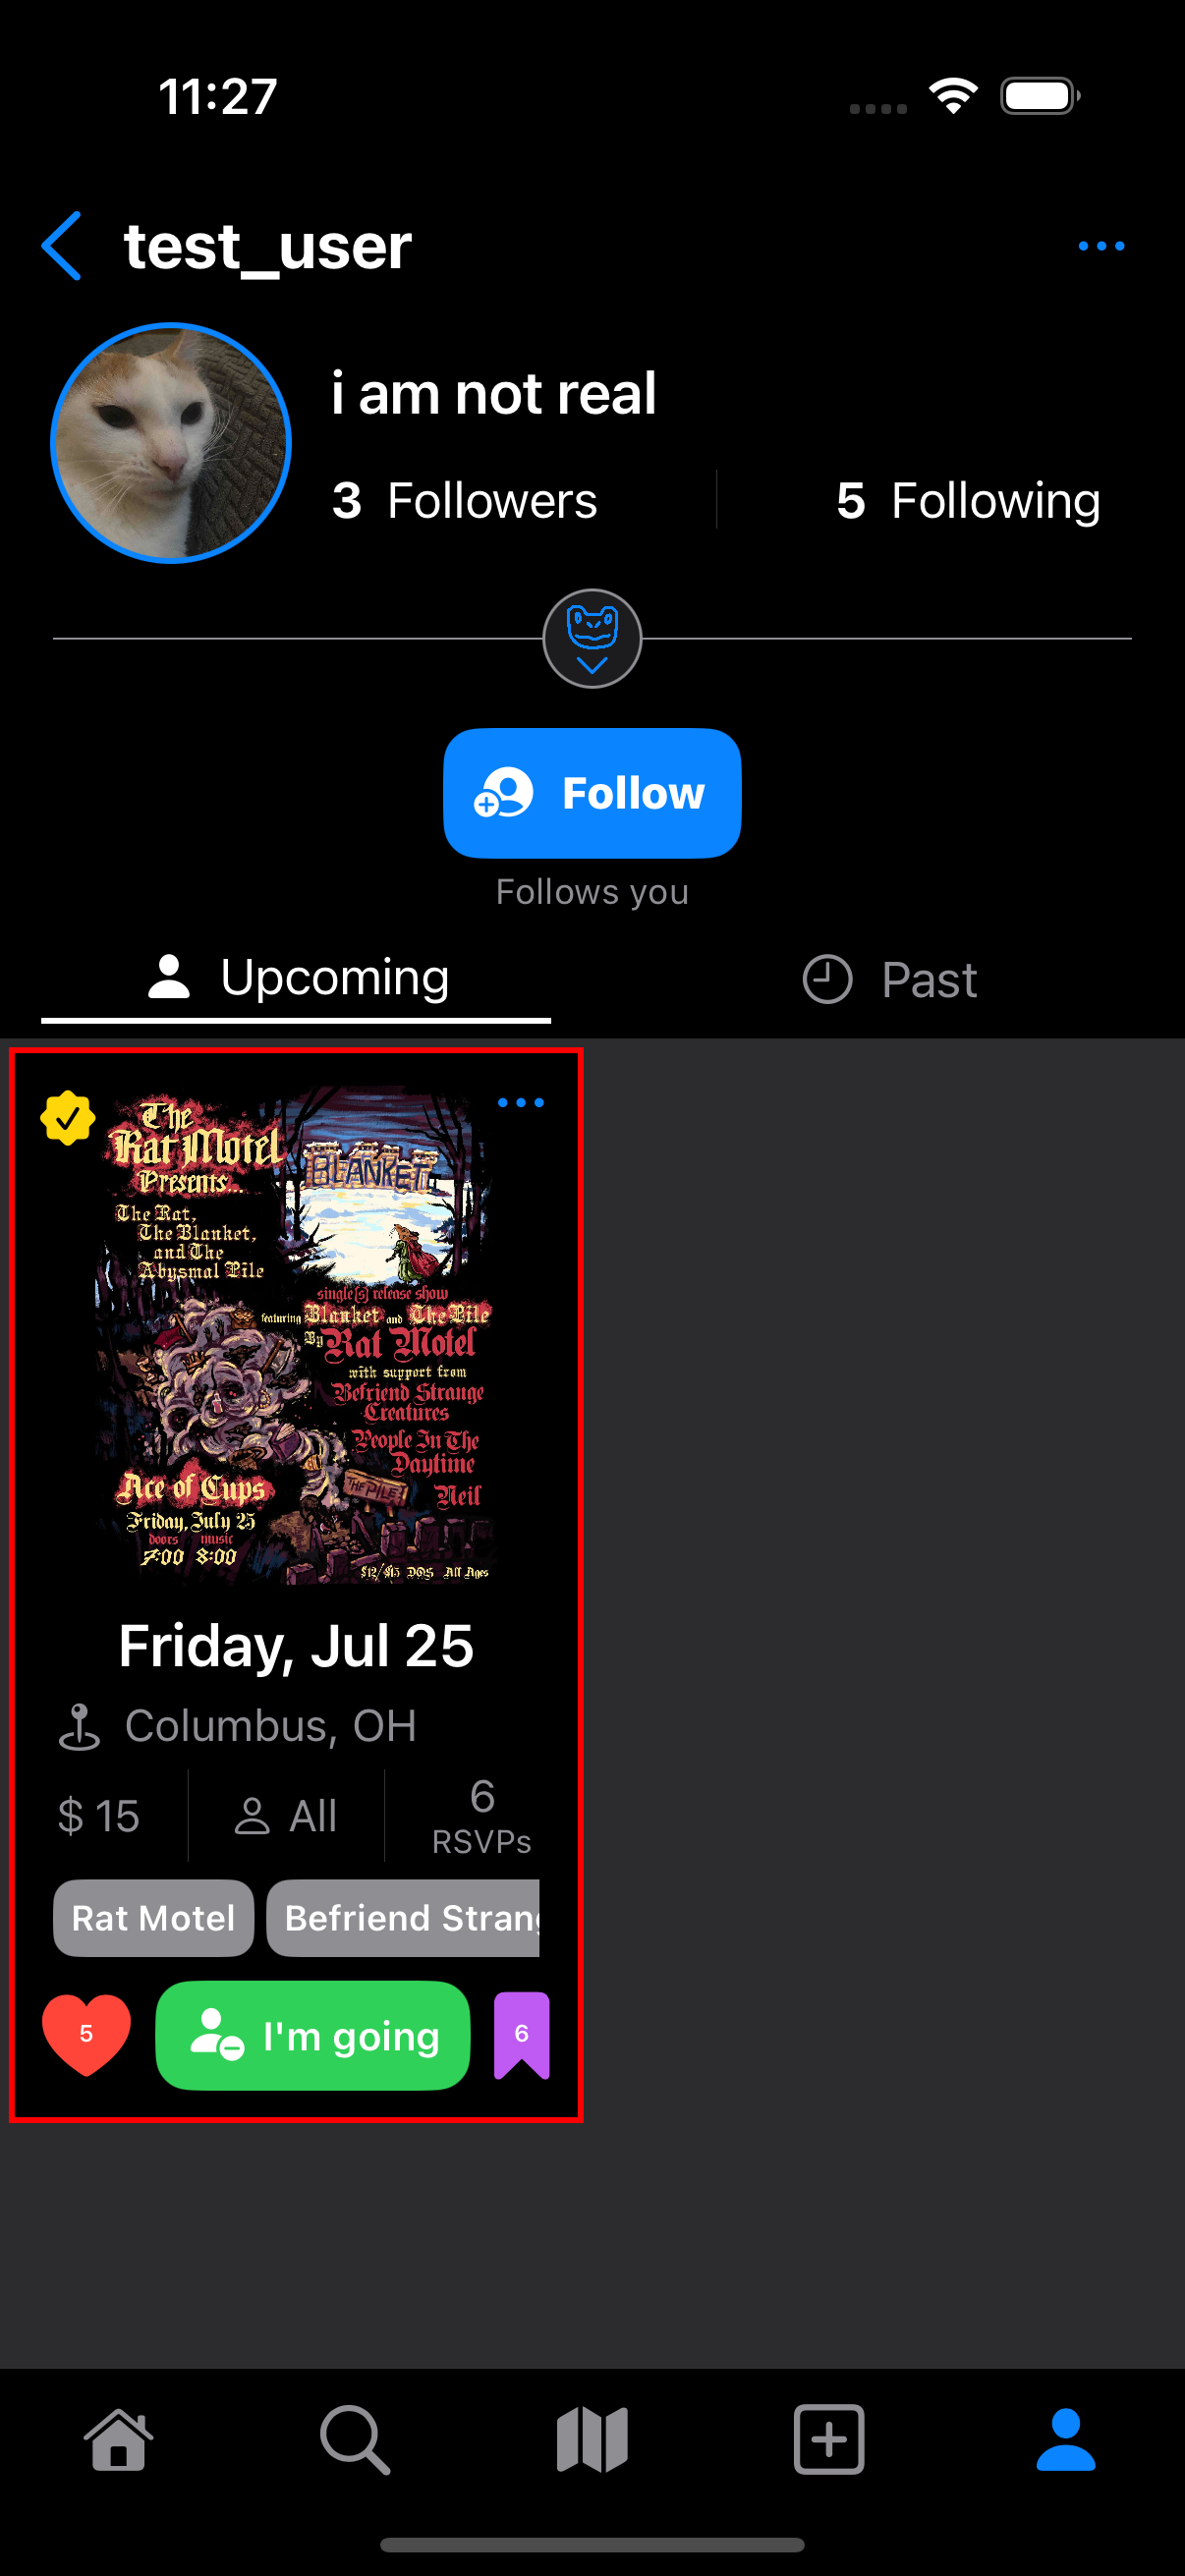 11:27
test_user
i am not real
3 Followers
5 Following
Follow
Follows you
Upcoming
Past
The
Rat Motel
Presents...
The Rat,
The Blanket,
and The
Abysmal Pile
BLANKET
single(s) release show
featuring Blanket and The Pile
By Rat Motel
with support from
Befriend Strange
Creatures
People In The
Daytime
Neil
THE PILE
Ace of Cups
Friday, July 25
doors music
7:00 8:00
$12/$15 DOS All Ages
Friday, Jul 25
Columbus, OH
$ 15
All
6
RSVPs
Rat Motel
Befriend Strang
5
I'm going
6